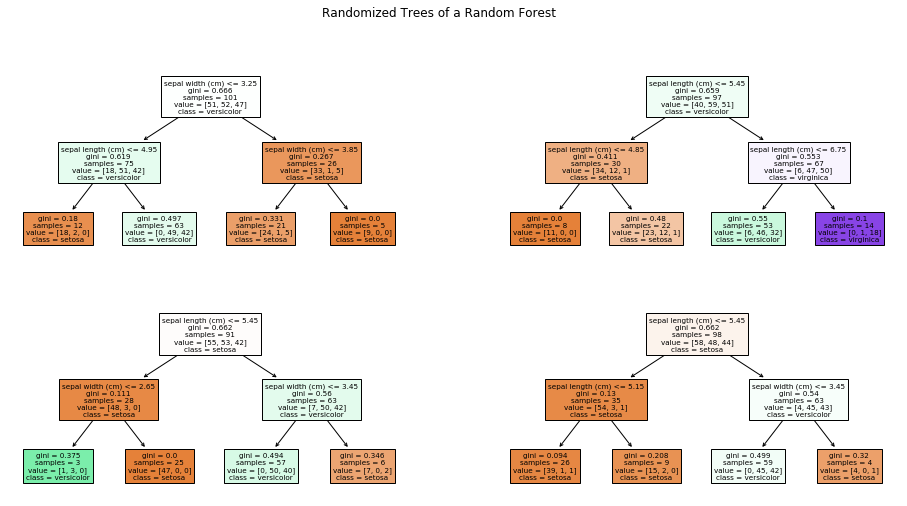 Randomized Trees of a Random Forest
sepal width (cm) <= 3.25
gini = 0.666
samples = 101
value = [51, 52, 47]
class = versicolor
sepal length (cm) <= 4.95
gini = 0.619
samples = 75
value = [18, 51, 42]
class = versicolor
sepal width (cm) <= 3.85
gini = 0.267
samples = 26
value = [33, 1, 5]
class = setosa
gini = 0.18
samples = 12
value = [18, 2, 0]
class = setosa
gini = 0.497
samples = 63
value = [0, 49, 42]
class = versicolor
gini = 0.331
samples = 21
value = [24, 1, 5]
class = setosa
gini = 0.0
samples = 5
value = [9, 0, 0]
class = setosa
sepal length (cm) <= 5.45
gini = 0.659
samples = 97
value = [40, 59, 51]
class = versicolor
sepal length (cm) <= 4.85
gini = 0.411
samples = 30
value = [34, 12, 1]
class = setosa
sepal length (cm) <= 6.75
gini = 0.553
samples = 67
value = [6, 47, 50]
class = virginica
gini = 0.0
samples = 8
value = [11, 0, 0]
class = setosa
gini = 0.48
samples = 22
value = [23, 12, 1]
class = setosa
gini = 0.55
samples = 53
value = [6, 46, 32]
class = versicolor
gini = 0.1
samples = 14
value = [0, 1, 18]
class = virginica
sepal length (cm) <= 5.45
gini = 0.662
samples = 91
value = [55, 53, 42]
class = setosa
sepal width (cm) <= 2.65
gini = 0.111
samples = 28
value = [48, 3, 0]
class = setosa
sepal width (cm) <= 3.45
gini = 0.56
samples = 63
value = [7, 50, 42]
class = versicolor
gini = 0.375
samples = 3
value = [1, 3, 0]
class = versicolor
gini = 0.0
samples = 25
value = [47, 0, 0]
class = setosa
gini = 0.494
samples = 57
value = [0, 50, 40]
class = versicolor
gini = 0.346
samples = 6
value = [7, 0, 2]
class = setosa
sepal length (cm) <= 5.45
gini = 0.662
samples = 98
value = [58, 48, 44]
class = setosa
sepal length (cm) <= 5.15
gini = 0.13
samples = 35
value = [54, 3, 1]
class = setosa
sepal width (cm) <= 3.45
gini = 0.54
samples = 63
value = [4, 45, 43]
class = versicolor
gini = 0.094
samples = 26
value = [39, 1, 1]
class = setosa
gini = 0.208
samples = 9
value = [15, 2, 0]
class = setosa
gini = 0.499
samples = 59
value = [0, 45, 42]
class = versicolor
gini = 0.32
samples = 4
value = [4, 0, 1]
class = setosa